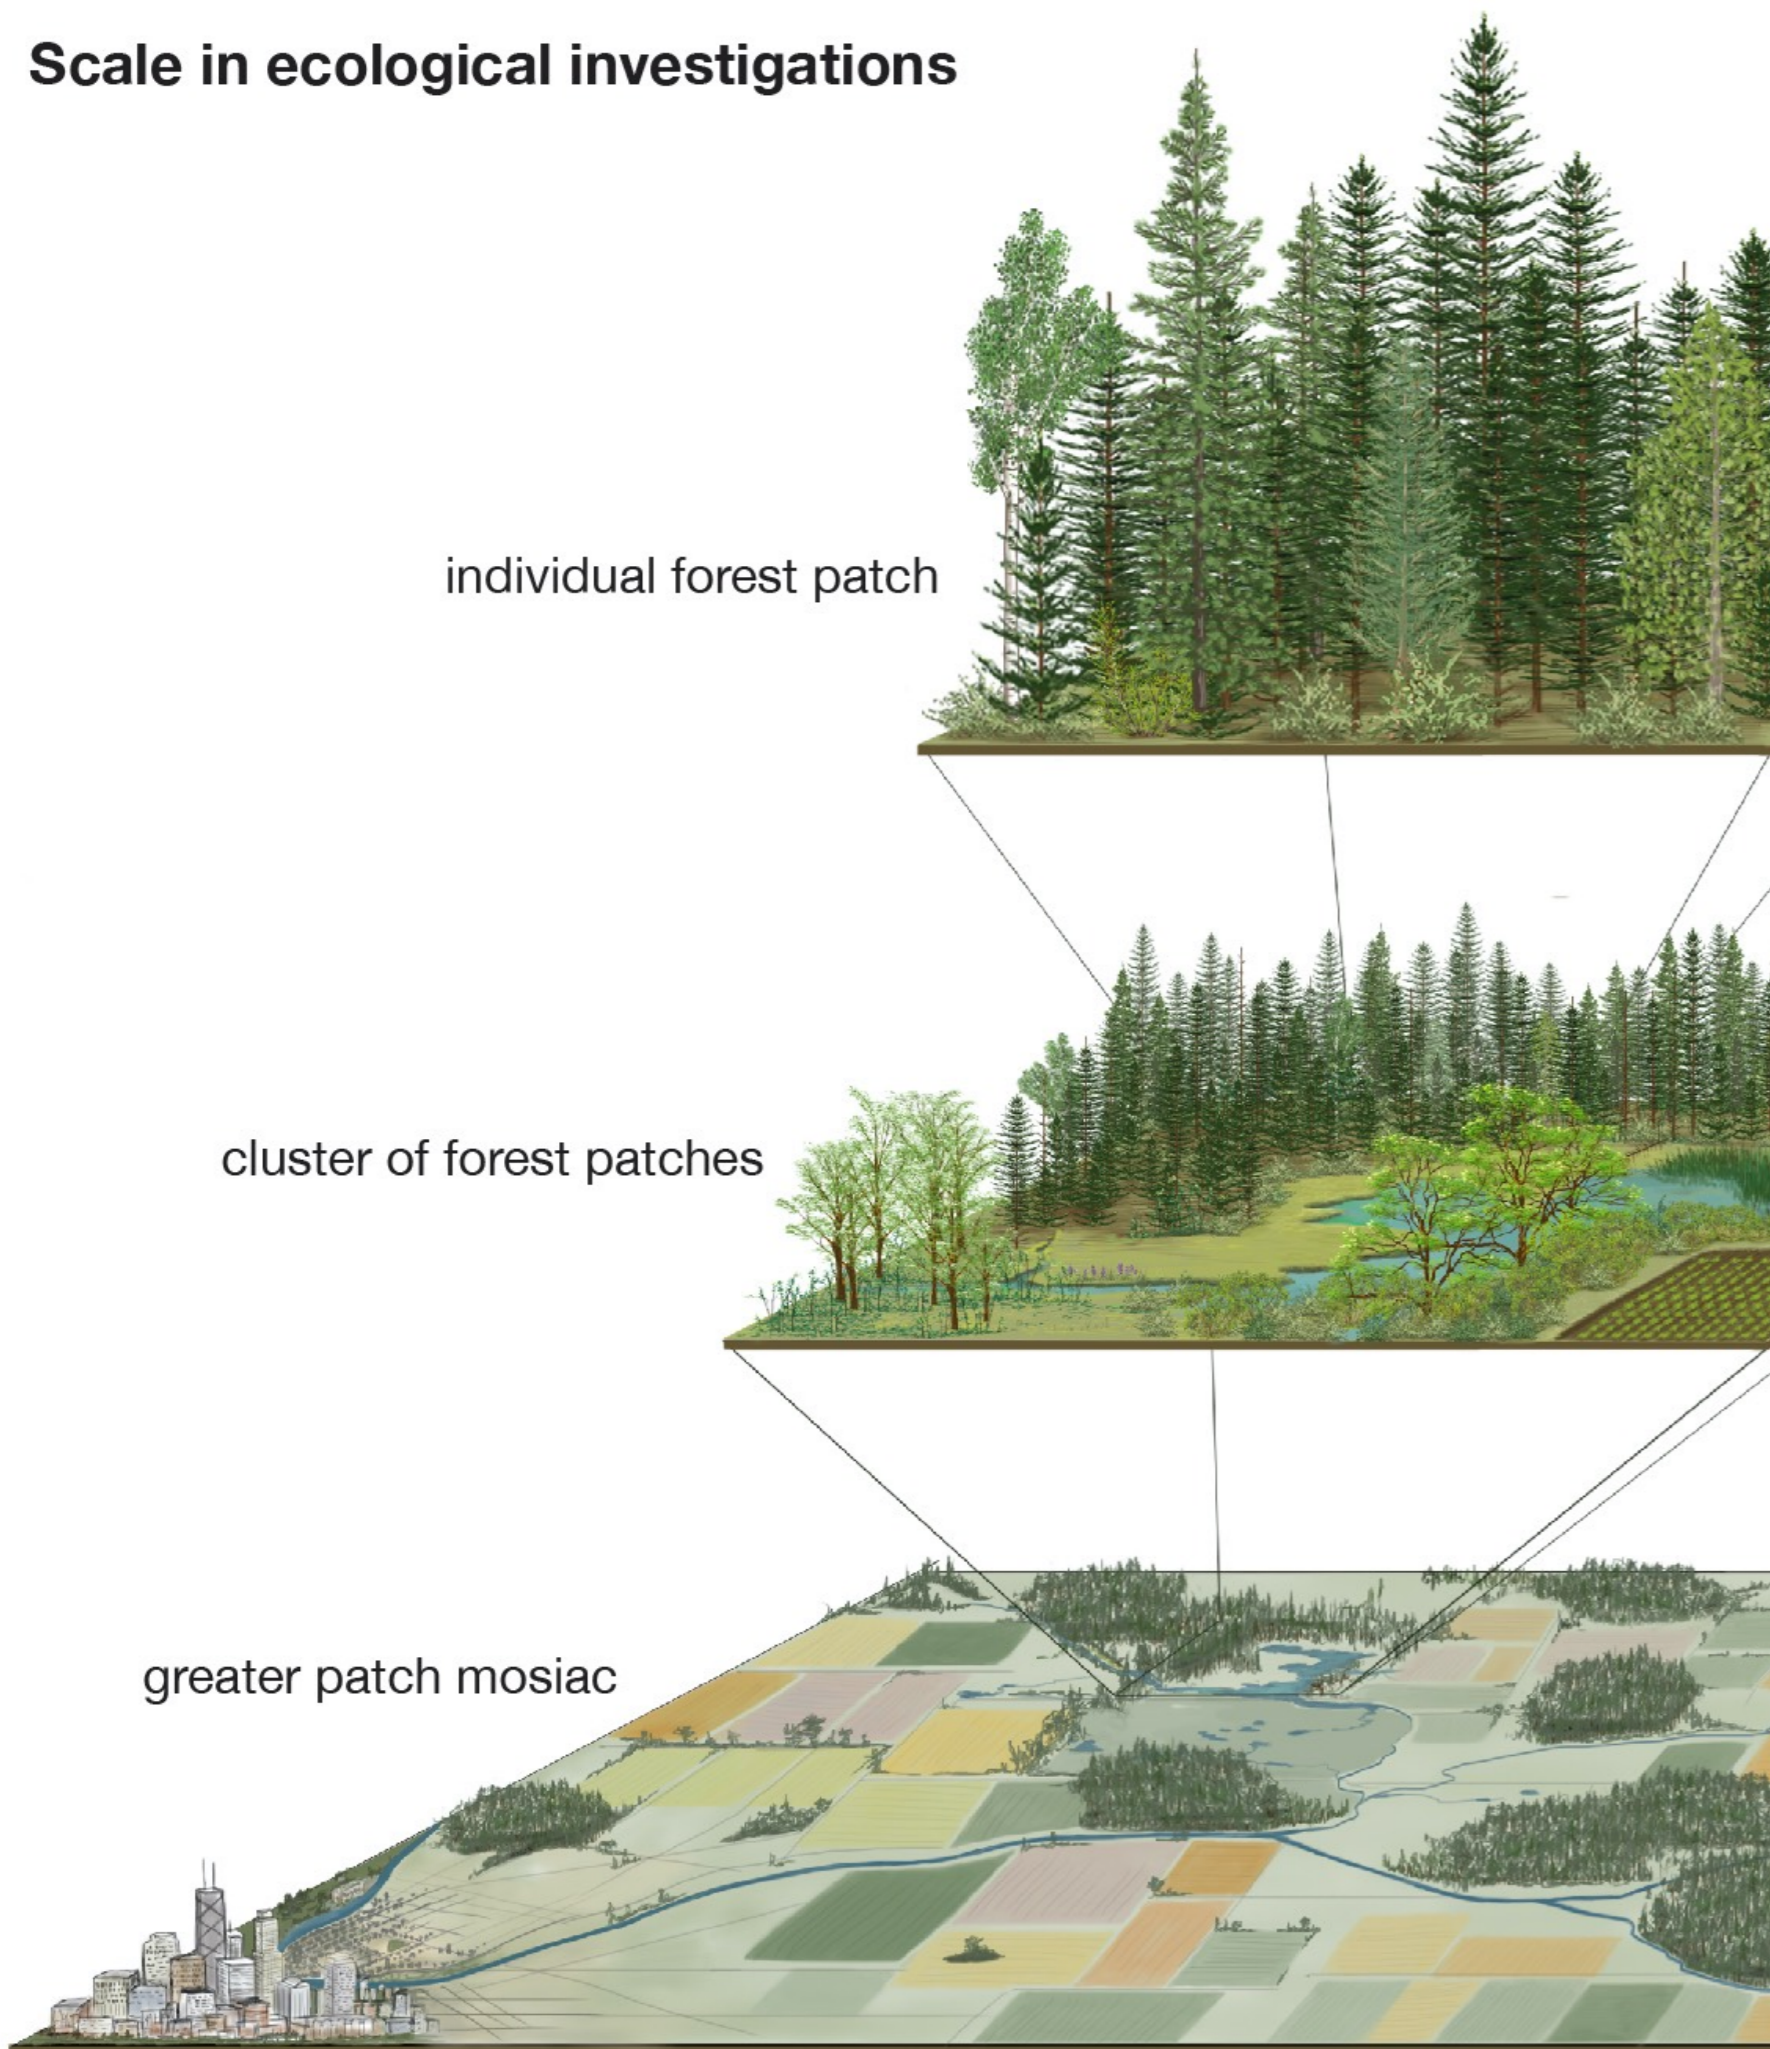 Scale in ecological investigations
individual forest patch
cluster of forest patches
greater patch mosiac